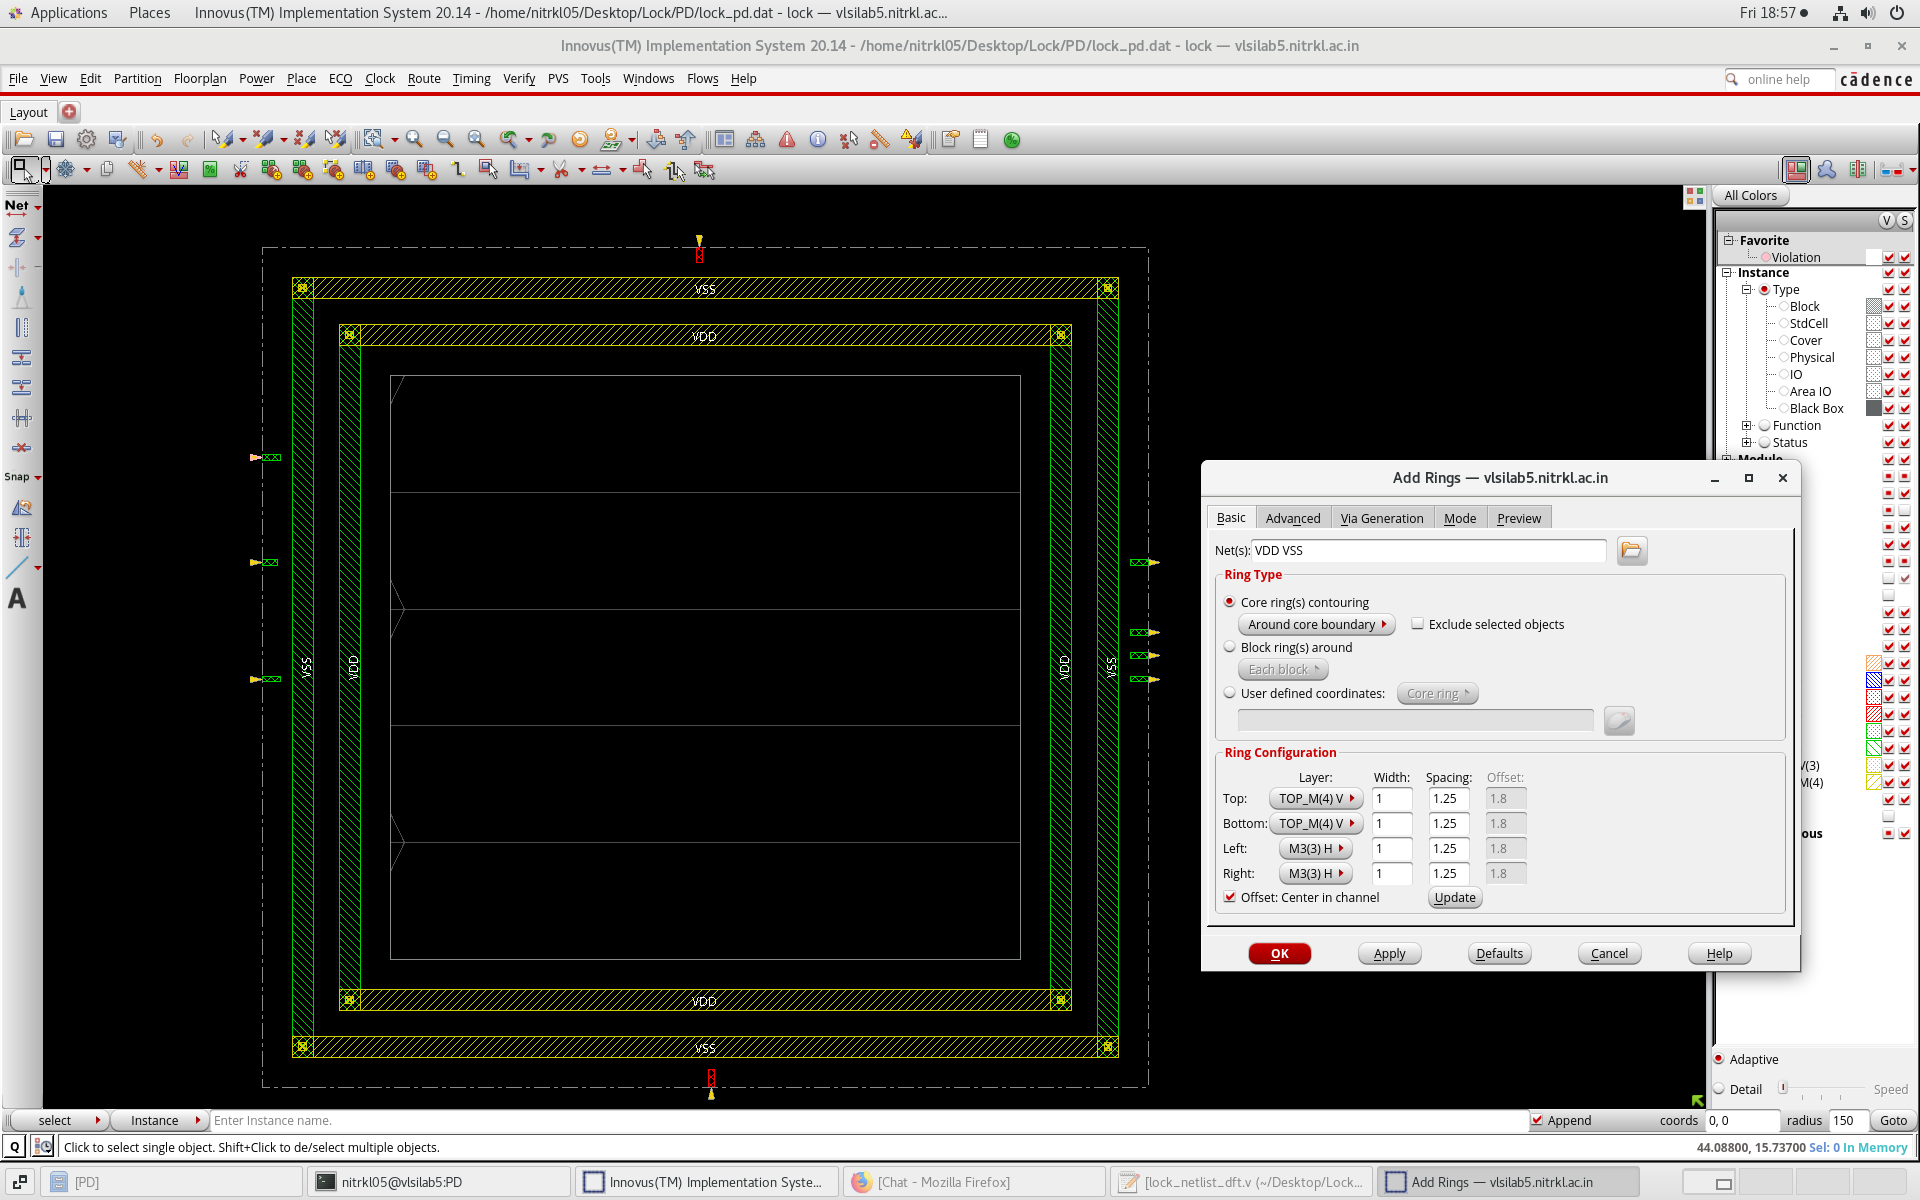 Applications Places Innovus(TM) Implementation System 20.14 - /home/nitrkl05/Desktop/Lock/PD/lock_pd.dat - lock — vlsilab5.nitrkl.ac... Fri 18:57
Innovus(TM) Implementation System 20.14 - /home/nitrkl05/Desktop/Lock/PD/lock_pd.dat - lock — vlsilab5.nitrkl.ac.in
File View Edit Partition Floorplan Power Place ECO Clock Route Timing Verify PVS Tools Windows Flows Help online help cādence
Layout
Net
Snap
A
VSS
VDD
VSS VDD VDD VSS
VDD
VSS
All Colors
V S
Favorite
Violation
Instance
Type
Block
StdCell
Cover
Physical
IO
Area IO
Black Box
Function
Status
Add Rings — vlsilab5.nitrkl.ac.in
Basic Advanced Via Generation Mode Preview
Net(s): VDD VSS
Ring Type
Core ring(s) contouring
Around core boundary Exclude selected objects
Block ring(s) around
Each block
User defined coordinates: Core ring
Ring Configuration
Layer: Width: Spacing: Offset:
Top: TOP_M(4) V 1 1.25 1.8
Bottom: TOP_M(4) V 1 1.25 1.8
Left: M3(3) H 1 1.25 1.8
Right: M3(3) H 1 1.25 1.8
Offset: Center in channel Update
OK Apply Defaults Cancel Help
(3)
(4)
ous
Adaptive
Detail Speed
select Instance Enter Instance name. Append coords 0, 0 radius 150 Goto
Q Click to select single object. Shift+Click to de/select multiple objects. 44.08800, 15.73700 Sel: 0 In Memory
[PD] nitrkl05@vlsilab5:PD Innovus(TM) Implementation Syste... [Chat - Mozilla Firefox] [lock_netlist_dft.v (~/Desktop/Lock... Add Rings — vlsilab5.nitrkl.ac.in